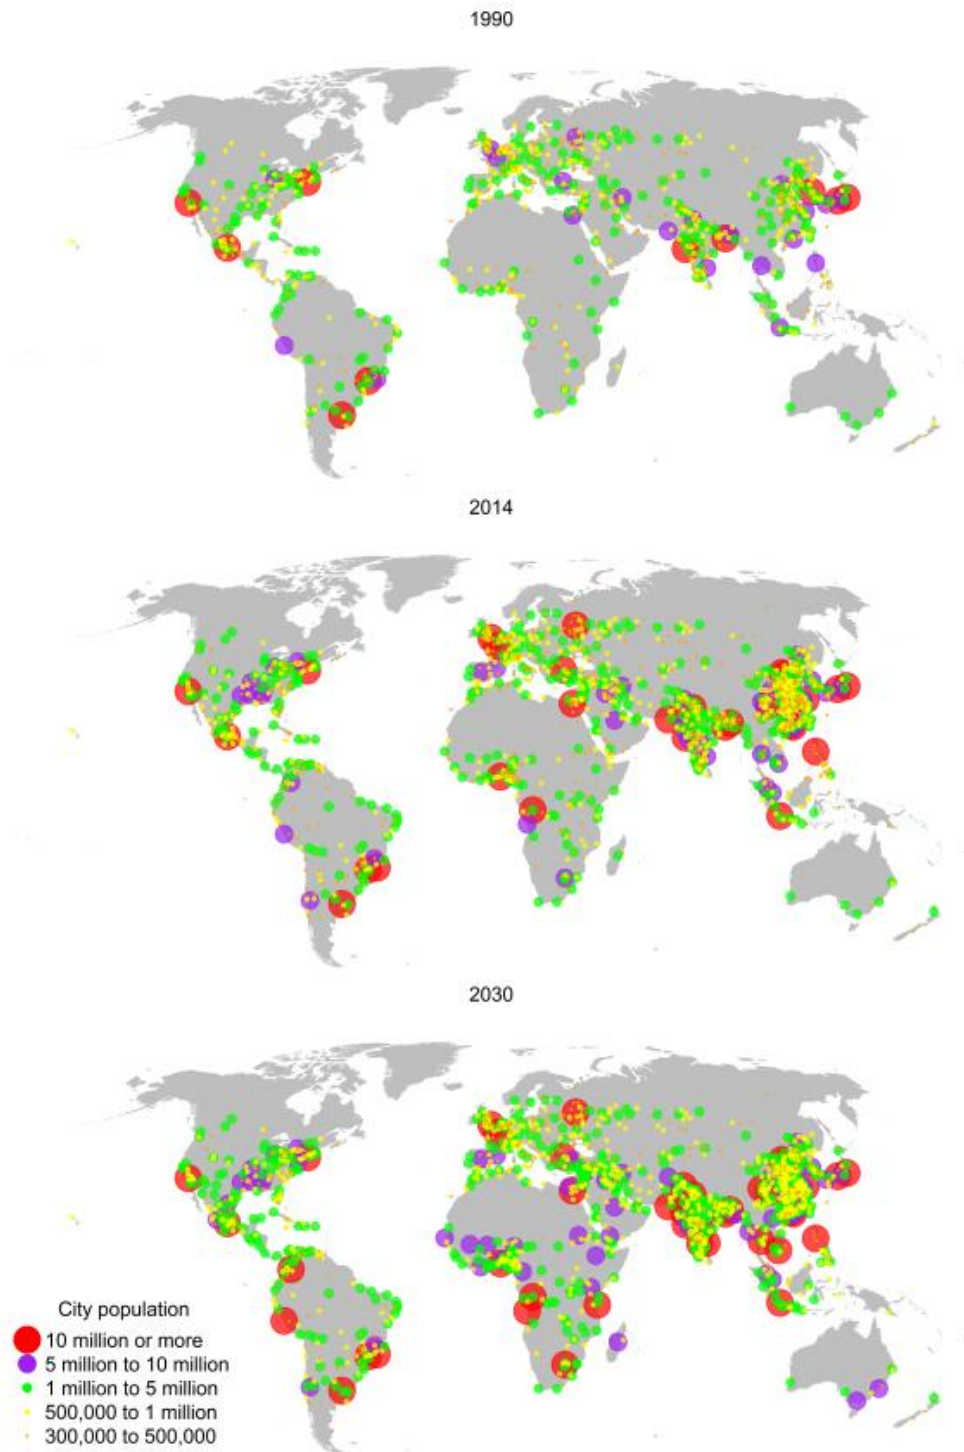 1990
2014
2030
City population
10 million or more
5 million to 10 million
1 million to 5 million
500,000 to 1 million
300,000 to 500,000